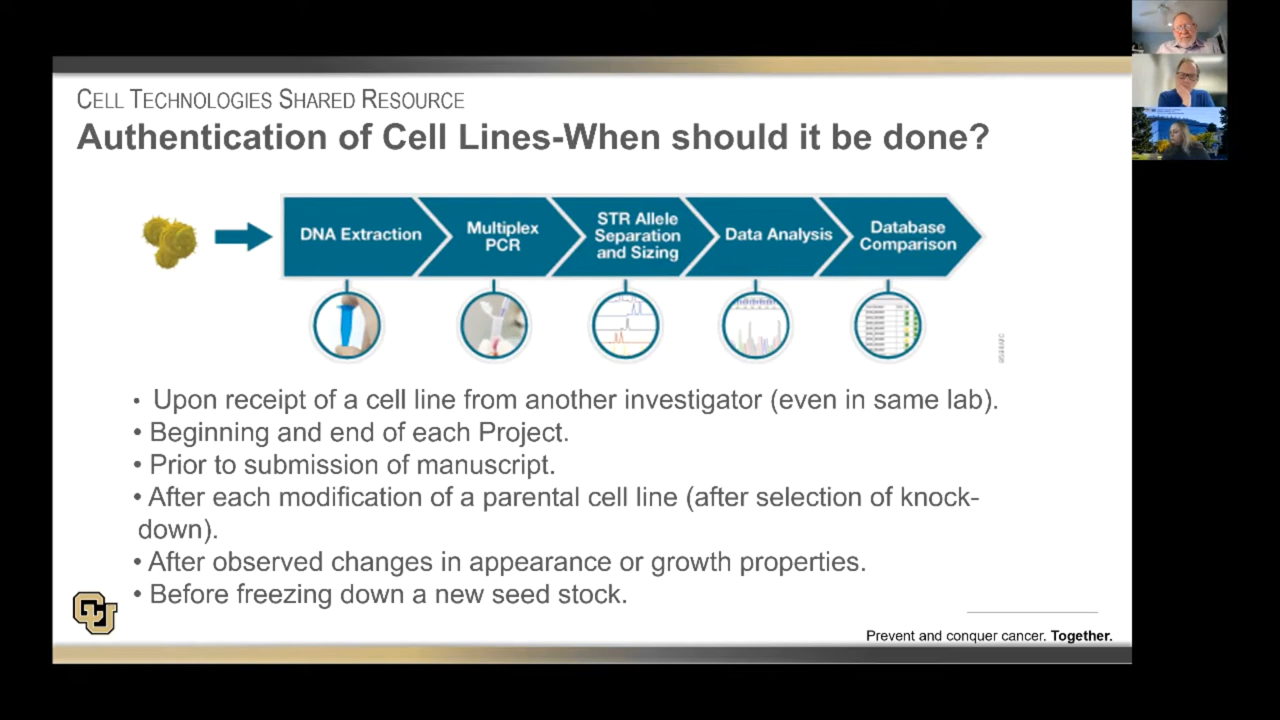 CELL TECHNOLOGIES SHARED RESOURCE
Authentication of Cell Lines-When should it be done?
DNA Extraction
Multiplex
PCR
STR Allele
Separation
and Sizing
Data Analysis
Database
Comparison
• Upon receipt of a cell line from another investigator (even in same lab).
• Beginning and end of each Project.
• Prior to submission of manuscript.
• After each modification of a parental cell line (after selection of knock-
down).
• After observed changes in appearance or growth properties.
• Before freezing down a new seed stock.
CU
Prevent and conquer cancer. Together.